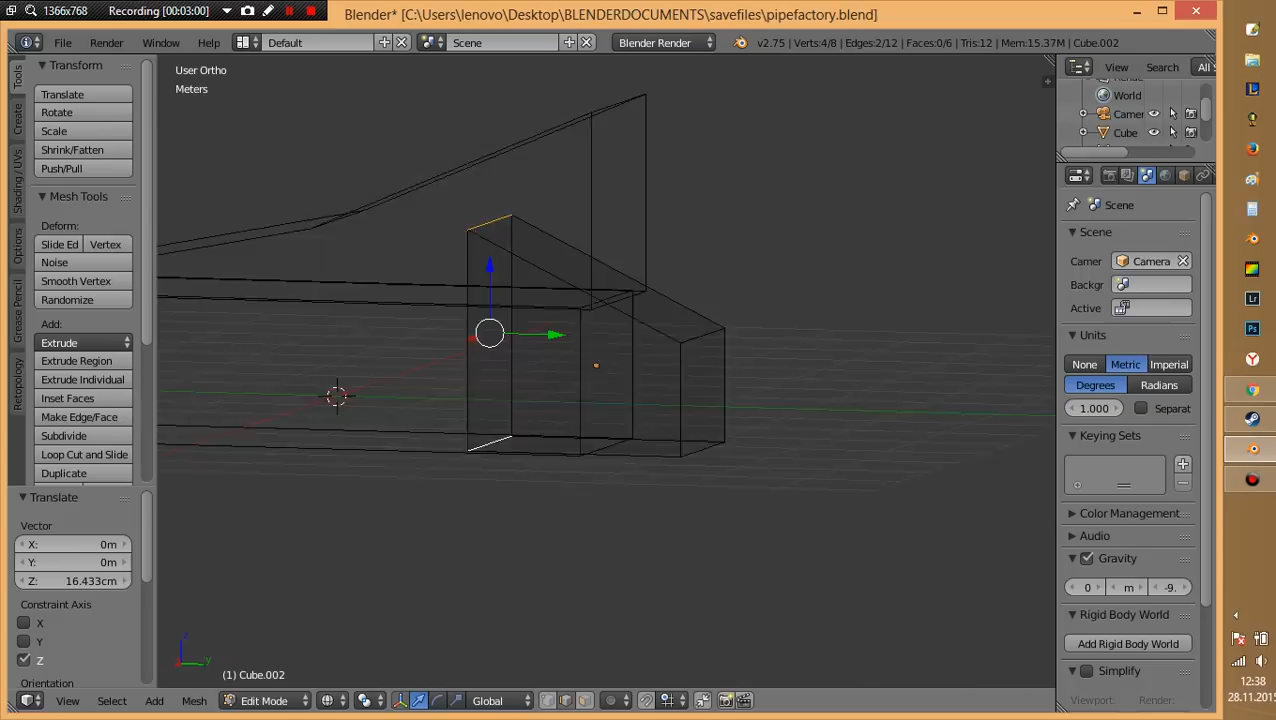 1366x768 Recording [00:03:00]
Blender* [C:\Users\lenovo\Desktop\BLENDERDOCUMENTS\savefiles\pipefactory.blend]
File Render Window Help Default Scene Blender Render v2.75 | Verts:4/8 | Edges:2/12 | Faces:0/6 | Tris:12 | Mem:15.37M | Cube.002
Tools
Create
Shading / UVs
Options
Grease Pencil
Retopology
Transform
Translate
Rotate
Scale
Shrink/Fatten
Push/Pull
Mesh Tools
Deform:
Slide Ed Vertex
Noise
Smooth Vertex
Randomize
Add:
Extrude
Extrude Region
Extrude Individual
Inset Faces
Make Edge/Face
Subdivide
Loop Cut and Slide
Duplicate
Translate
Vector
X: 0m
Y: 0m
Z: 16.433cm
Constraint Axis
X
Y
Z
Orientation
User Ortho
Meters
(1) Cube.002
View Select Add Mesh Edit Mode Global
View Search All S
World
Camer
Cube
Scene
Scene
Camer Camera
Backgr
Active
Units
None Metric Imperial
Degrees Radians
1.000 Separat
Keying Sets
Color Management
Audio
Gravity
0 m -9.
Rigid Body World
Add Rigid Body World
Simplify
Viewport: Render:
Lr
Ps
12:38
28.11.2015